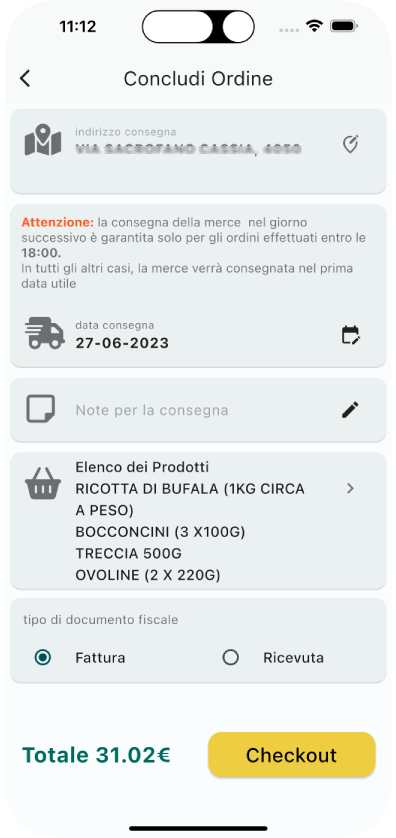 11:12
Concludi Ordine
indirizzo consegna
VIA SACROFANO CASSIA, 4050
Attenzione: la consegna della merce nel giorno
successivo è garantita solo per gli ordini effettuati entro le
18:00.
In tutti gli altri casi, la merce verrà consegnata nel prima
data utile
data consegna
27-06-2023
Note per la consegna
Elenco dei Prodotti
RICOTTA DI BUFALA (1KG CIRCA
A PESO)
BOCCONCINI (3 X100G)
TRECCIA 500G
OVOLINE (2 X 220G)
tipo di documento fiscale
Fattura Ricevuta
Totale 31.02€ Checkout